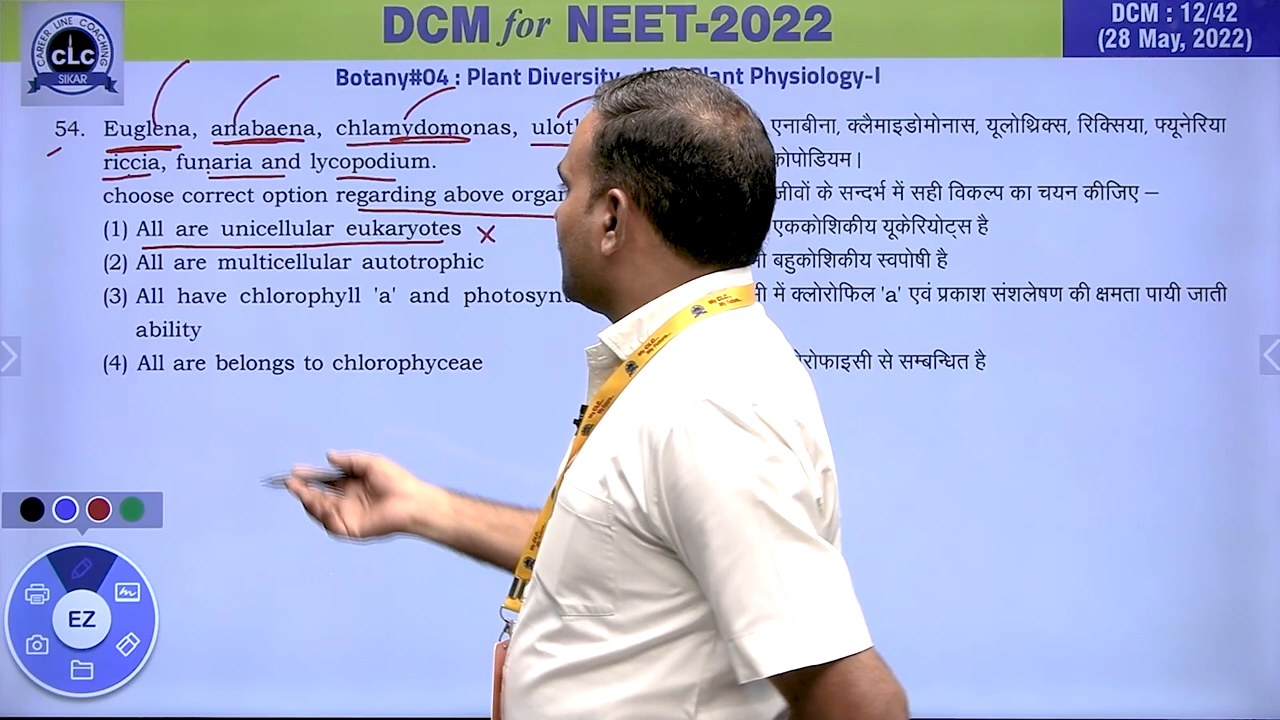 CAREER LINE COACHING
CLC
SIKAR
DCM for NEET-2022
DCM : 12/42
(28 May, 2022)
Botany#04 : Plant Diversity Plant Physiology-I
54. Euglena, anabaena, chlamydomonas, एनाबीना, क्लैमाइडोमोनास, यूलोथ्रिक्स, रिक्सिया, फ्यूनेरिया
riccia, funaria and lycopodium.
choose correct option regarding above जीवों के सन्दर्भ में सही विकल्प का चयन कीजिए –
(1) All are unicellular eukaryotes एककोशिकीय यूकेरियोट्स है
(2) All are multicellular autotrophic बहुकोशिकीय स्वपोषी है
(3) All have chlorophyll 'a' and में क्लोरोफिल 'a' एवं प्रकाश संशलेषण की क्षमता पायी जाती
ability
(4) All are belongs to chlorophyceae से सम्बन्धित है
EZ